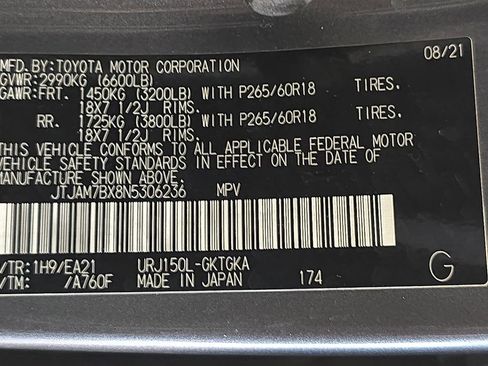 MFD.BY:TOYOTA MOTOR CORPORATION 08/21
GVWR:2990KG (6600LB)
GAWR:FRT. 1450KG (3200LB) WITH P265/60R18 TIRES.
18X7 1/2J RIMS.
RR. 1725KG (3800LB) WITH P265/60R18 TIRES.
18X7 1/2J RIMS.
THIS VEHICLE CONFORMS TO ALL APPLICABLE FEDERAL MOTOR
VEHICLE SAFETY STANDARDS IN EFFECT ON THE DATE OF
MANUFACTURE SHOWN ABOVE.
JTJAM7BX8N5306236 MPV
C/TR:1H9/EA21 URJ150L-GKTGKA
/TM: /A760F MADE IN JAPAN 174 G